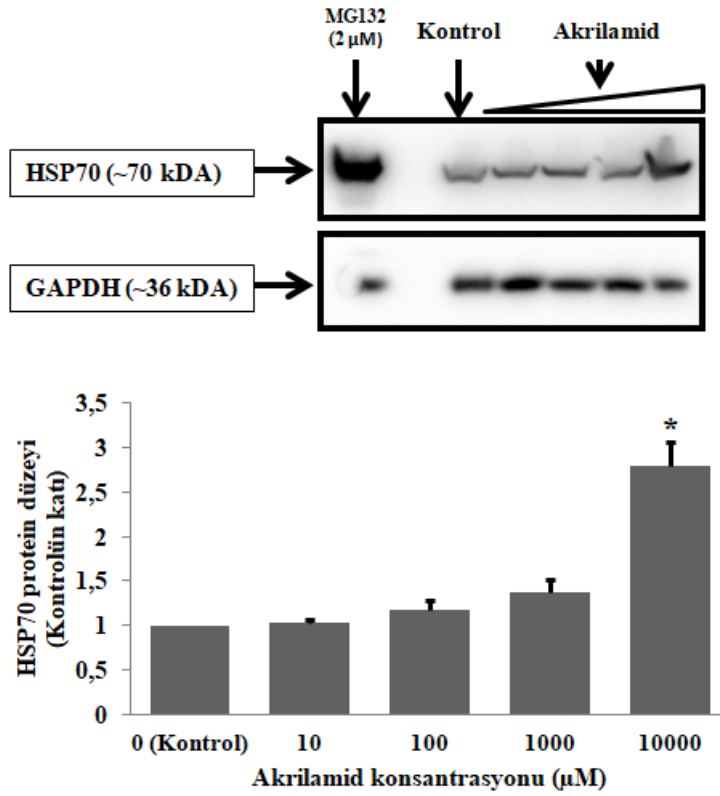 MG132
(2 µM)
Kontrol
Akrilamid
HSP70 (~70 kDA)
GAPDH (~36 kDA)
HSP70 protein düzeyi
(Kontrolün katı)
3,5
3
2,5
2
1,5
1
0,5
0
*
0 (Kontrol)
10
100
1000
10000
Akrilamid konsantrasyonu (µM)